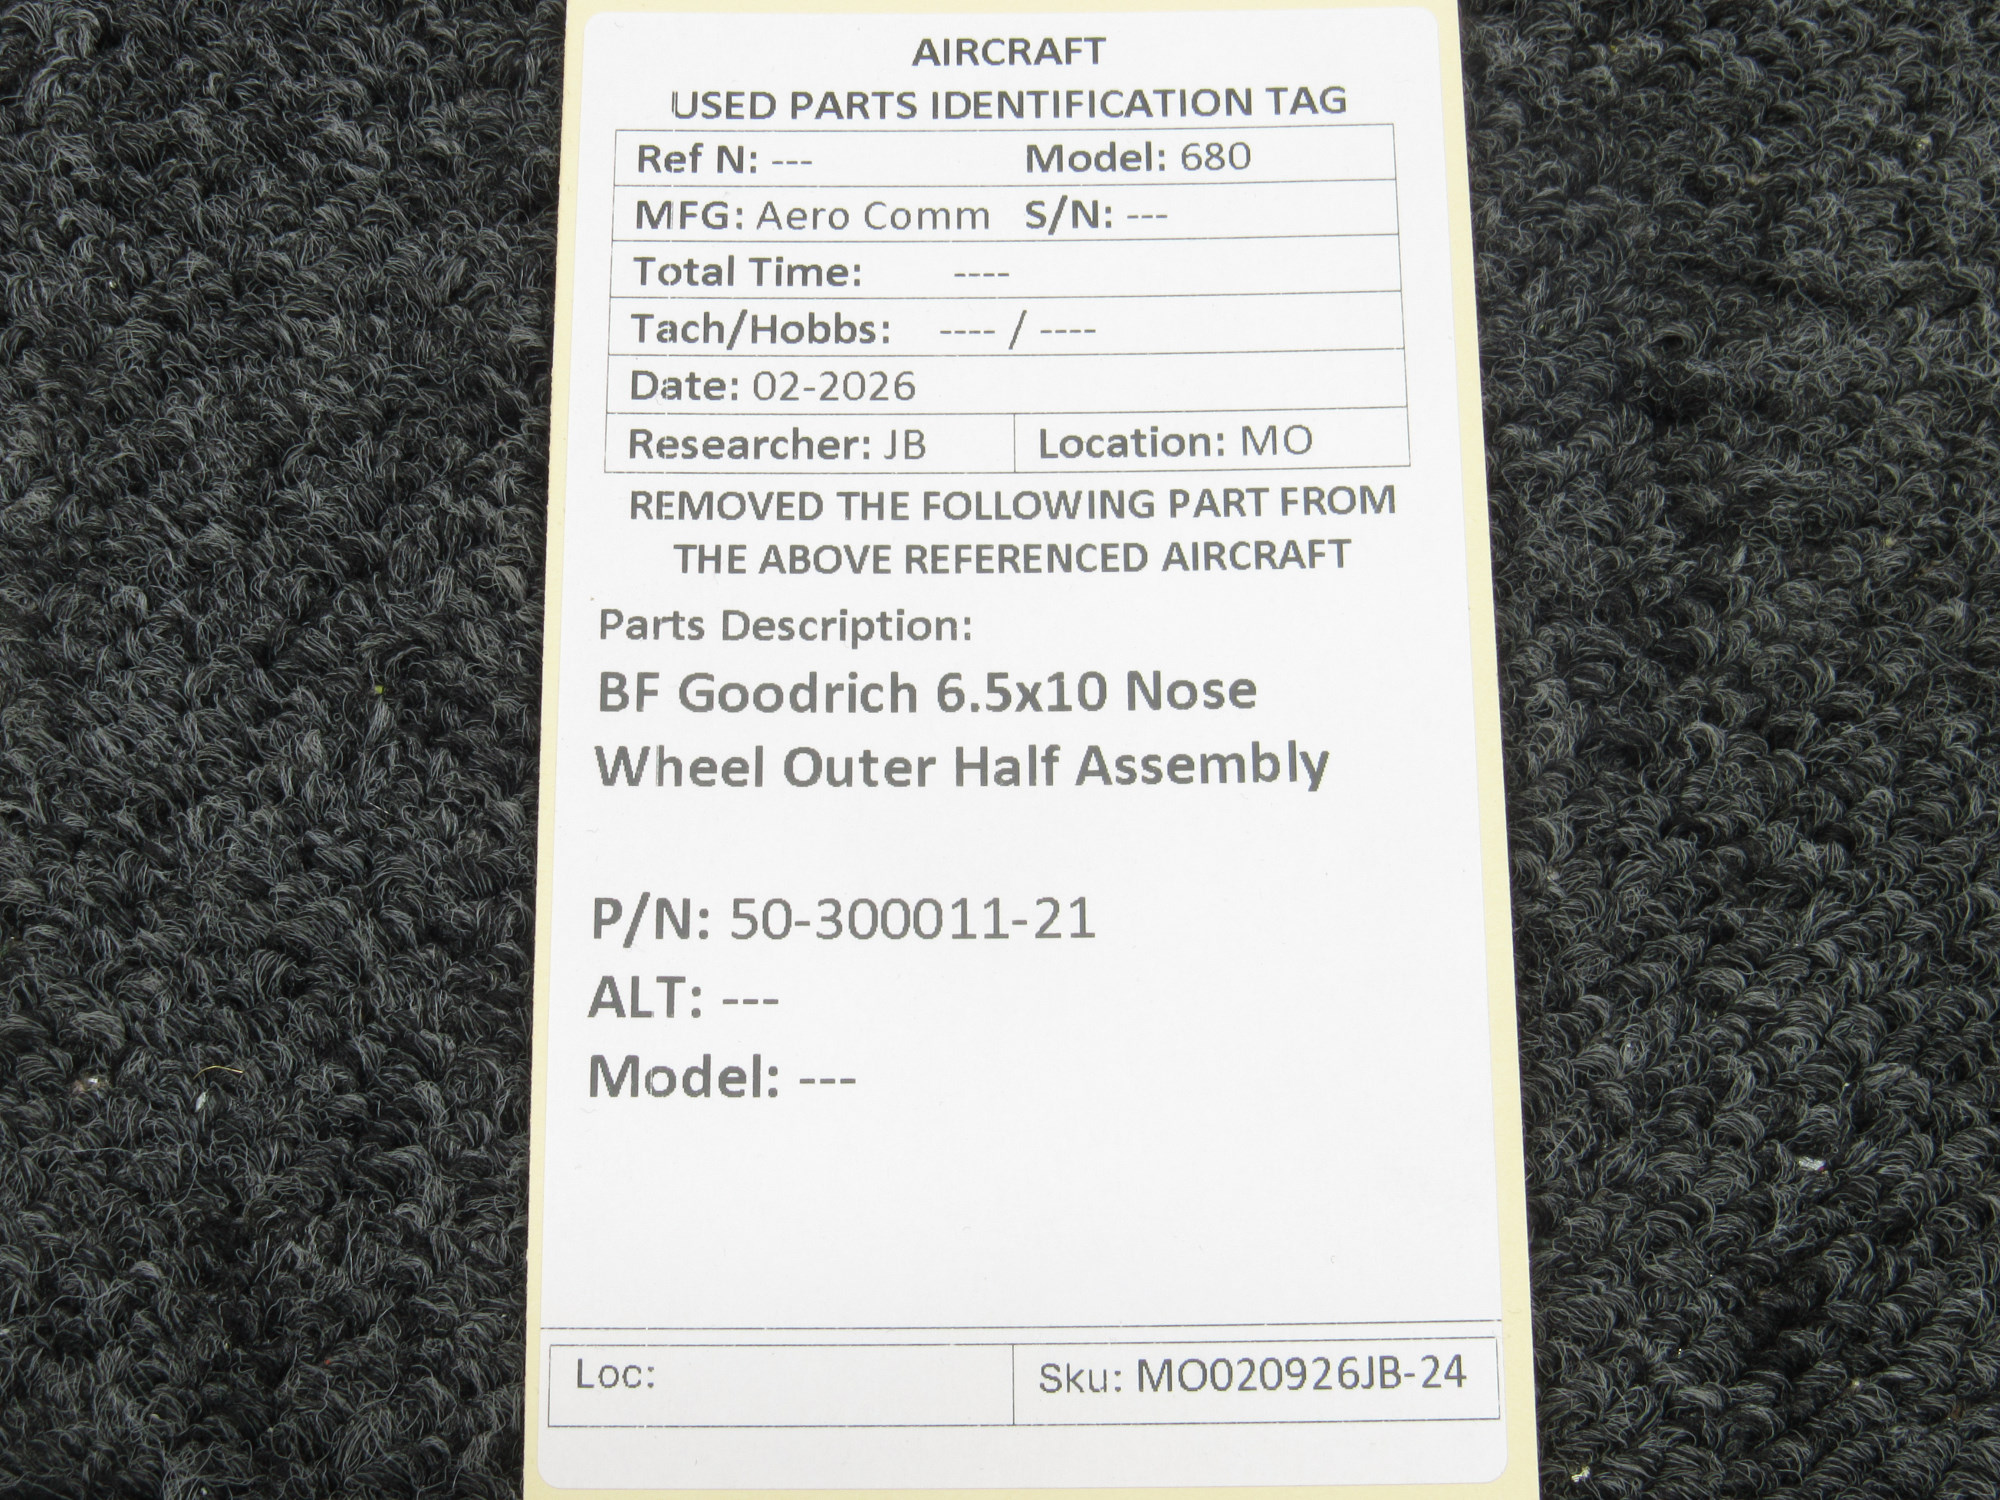 AIRCRAFT
USED PARTS IDENTIFICATION TAG
Ref N: --- Model: 680
MFG: Aero Comm S/N: ---
Total Time: ----
Tach/Hobbs: ---- / ----
Date: 02-2026
Researcher: JB Location: MO
REMOVED THE FOLLOWING PART FROM
THE ABOVE REFERENCED AIRCRAFT
Parts Description:
BF Goodrich 6.5x10 Nose
Wheel Outer Half Assembly
P/N: 50-300011-21
ALT: ---
Model: ---
Loc: Sku: MO020926JB-24